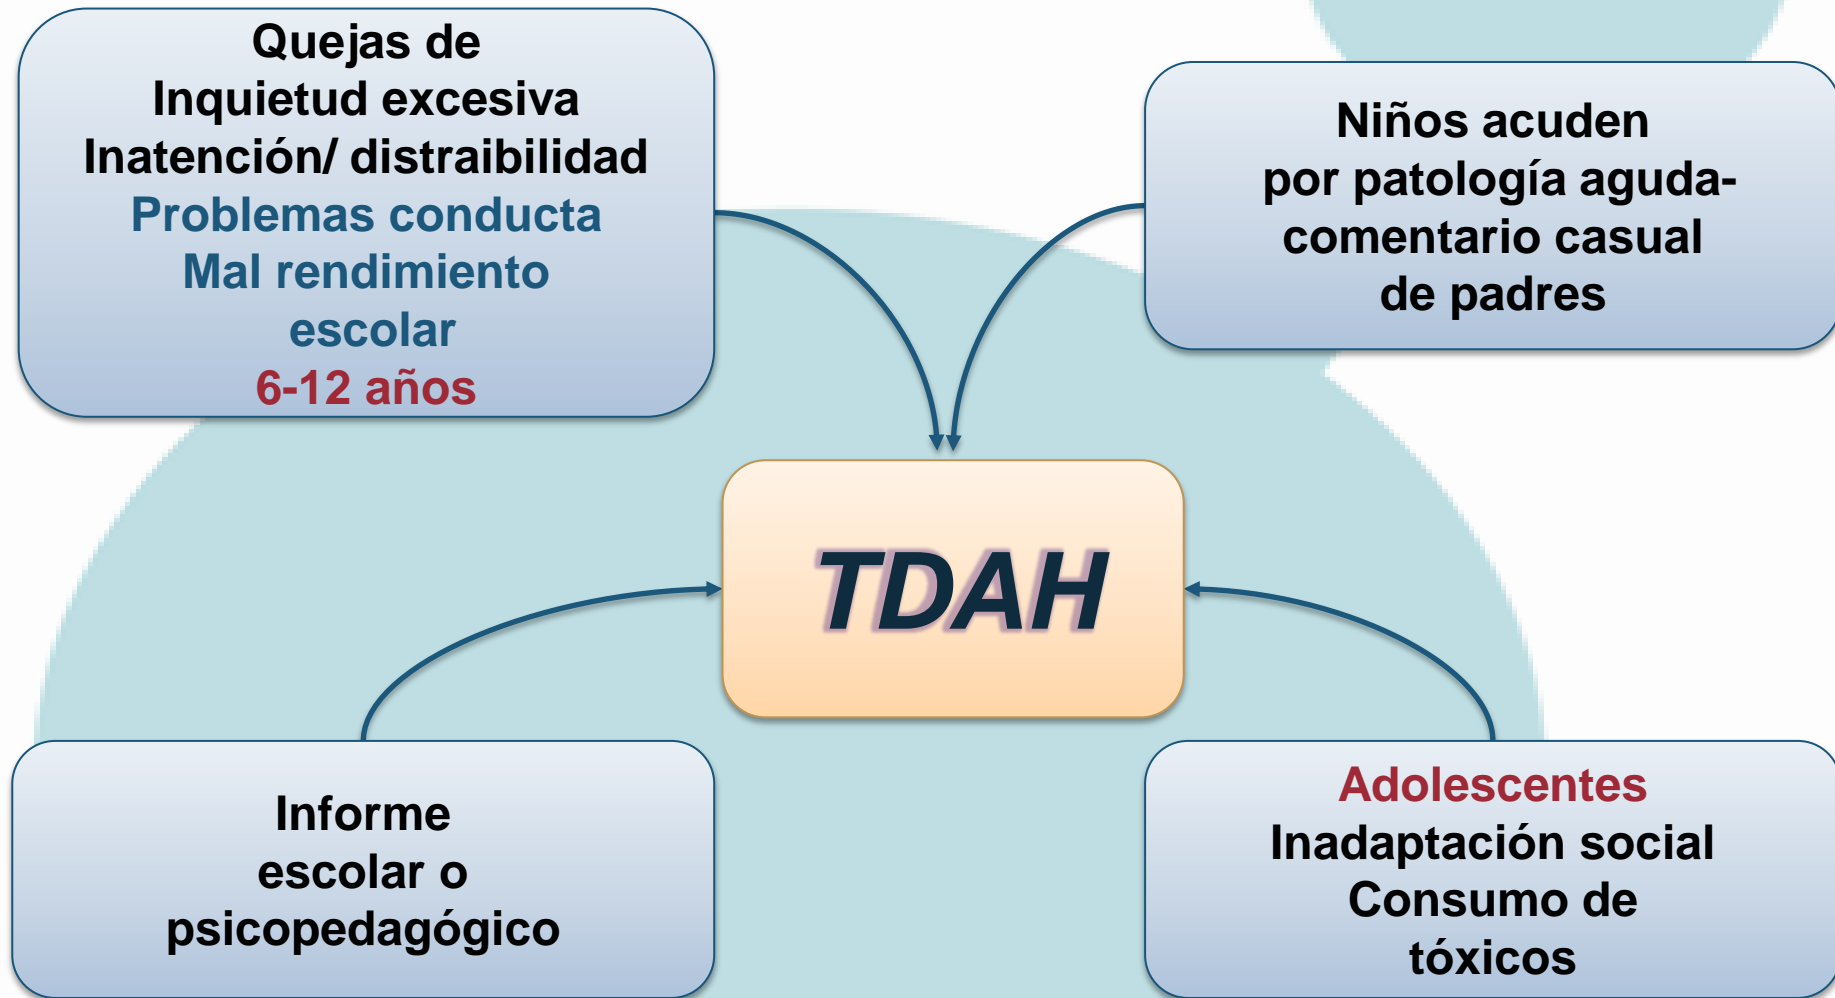 Quejas de
Inquietud excesiva
Inatención/ distraibilidad
Problemas conducta
Mal rendimiento
escolar
6-12 años
Niños acuden
por patología aguda-
comentario casual
de padres
TDAH
Informe
escolar o
psicopedagógico
Adolescentes
Inadaptación social
Consumo de
tóxicos